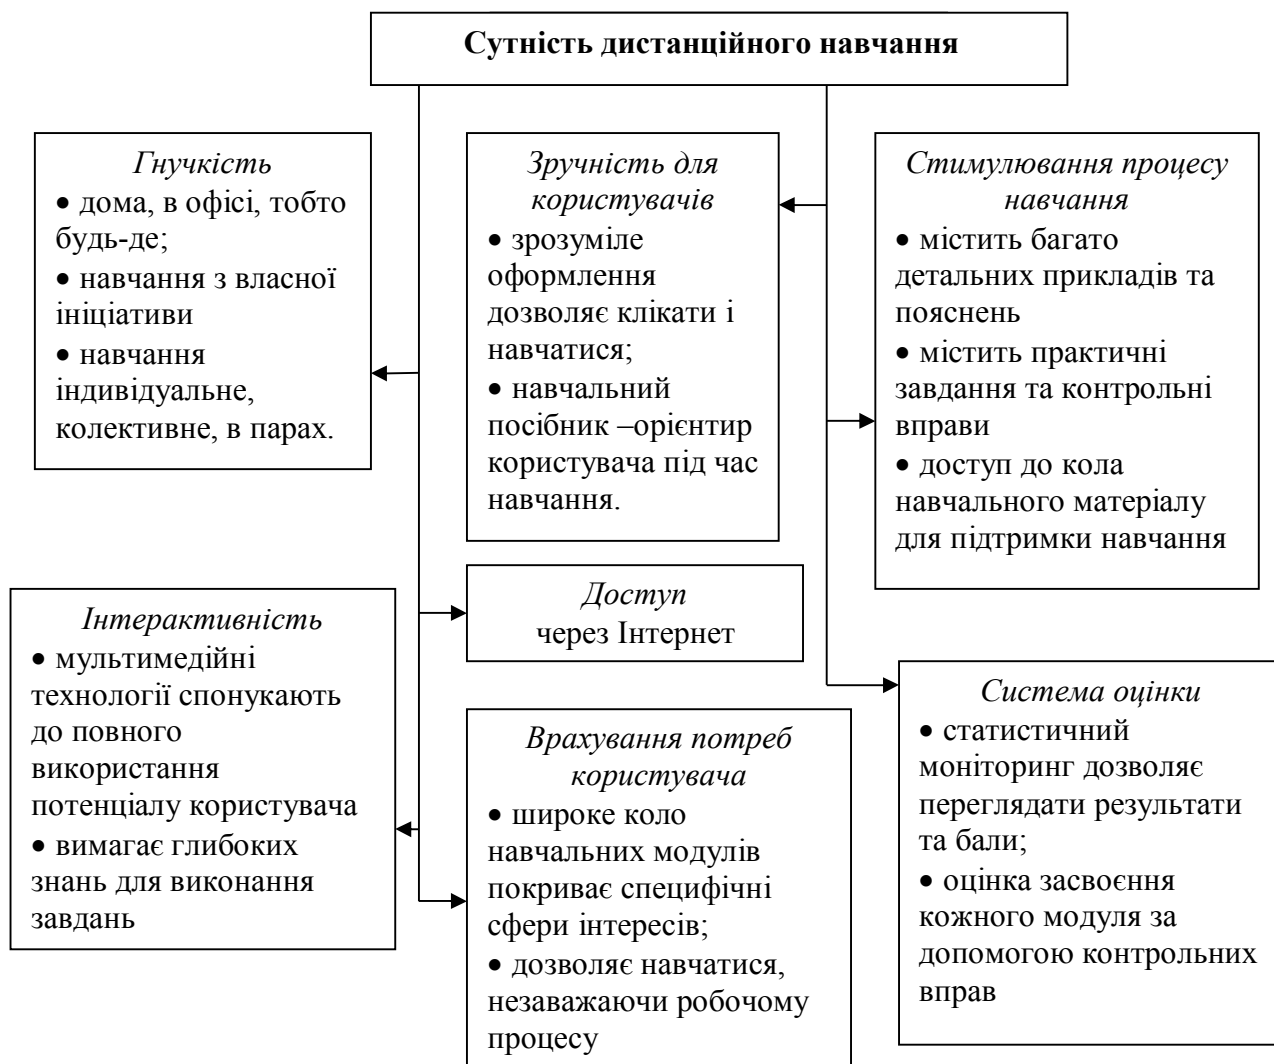 Сутність дистанційного навчання
Гнучкість
• дома, в офісі, тобто
будь-де;
• навчання з власної
ініціативи
• навчання
індивідуальне,
колективне, в парах.
Зручність для
користувачів
• зрозуміле
оформлення
дозволяє клікати і
навчатися;
• навчальний
посібник –орієнтир
користувача під час
навчання.
Стимулювання процесу
навчання
• містить багато
детальних прикладів та
пояснень
• містить практичні
завдання та контрольні
вправи
• доступ до кола
навчального матеріалу
для підтримки навчання
Інтерактивність
• мультимедійні
технології спонукають
до повного
використання
потенціалу користувача
• вимагає глибоких
знань для виконання
завдань
Доступ
через Інтернет
Врахування потреб
користувача
• широке коло
навчальних модулів
покриває специфічні
сфери інтересів;
• дозволяє навчатися,
незаважаючи робочому
процесу
Система оцінки
• статистичний
моніторинг дозволяє
переглядати результати
та бали;
• оцінка засвоєння
кожного модуля за
допомогою контрольних
вправ